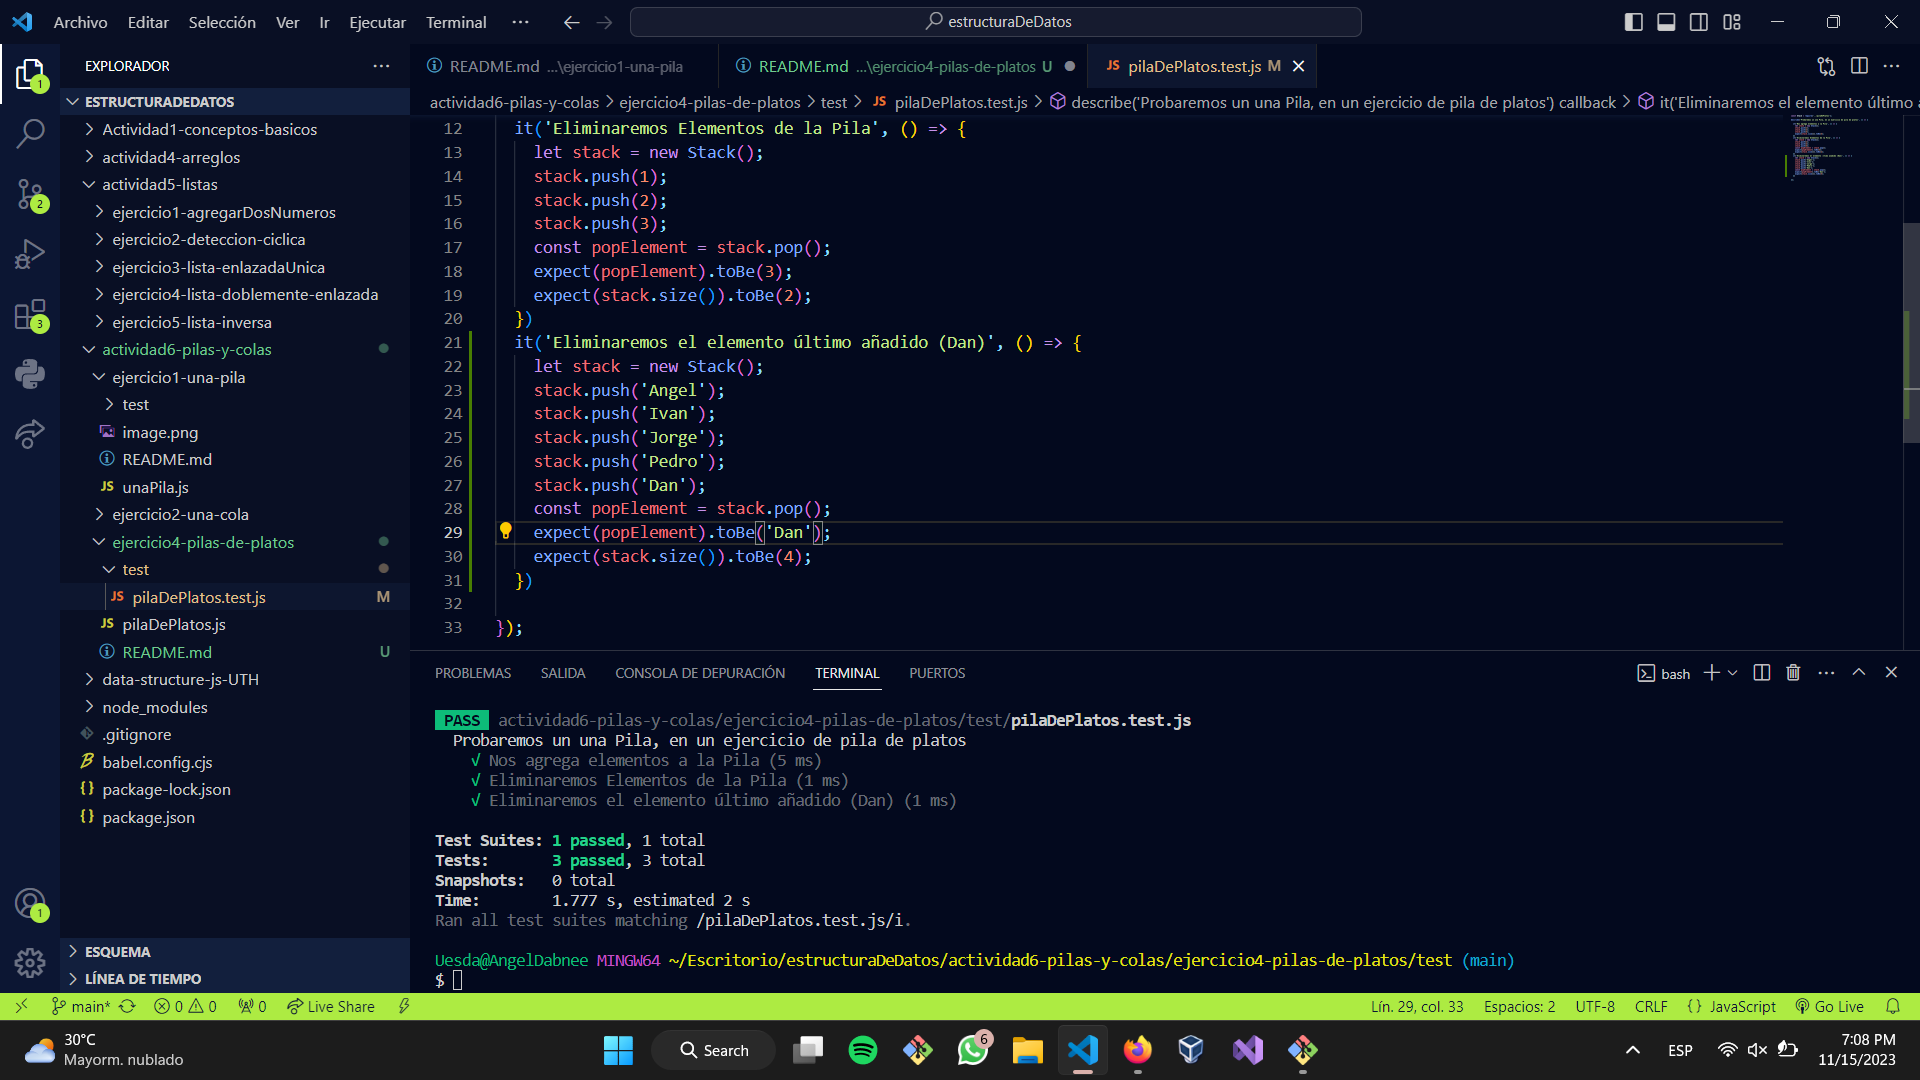 Archivo Editar Selección Ver Ir Ejecutar Terminal ··· estructuraDeDatos
EXPLORADOR
ESTRUCTURADEDATOS
Actividad1-conceptos-basicos
actividad4-arreglos
actividad5-listas
ejercicio1-agregarDosNumeros
ejercicio2-deteccion-ciclica
ejercicio3-lista-enlazadaUnica
ejercicio4-lista-doblemente-enlazada
ejercicio5-lista-inversa
actividad6-pilas-y-colas
ejercicio1-una-pila
test
image.png
README.md
JS unaPila.js
ejercicio2-una-cola
ejercicio4-pilas-de-platos
test
JS pilaDePlatos.test.js M
JS pilaDePlatos.js
README.md U
data-structure-js-UTH
node_modules
.gitignore
babel.config.cjs
{} package-lock.json
{} package.json
ESQUEMA
LÍNEA DE TIEMPO
1
2
3
1
README.md ...\ejercicio1-una-pila
README.md ...\ejercicio4-pilas-de-platos U
JS pilaDePlatos.test.js M
actividad6-pilas-y-colas > ejercicio4-pilas-de-platos > test > JS pilaDePlatos.test.js > describe('Probaremos un una Pila, en un ejercicio de pila de platos') callback > it('Eliminaremos el elemento último a
12 it('Eliminaremos Elementos de la Pila', () => {
13 let stack = new Stack();
14 stack.push(1);
15 stack.push(2);
16 stack.push(3);
17 const popElement = stack.pop();
18 expect(popElement).toBe(3);
19 expect(stack.size()).toBe(2);
20 })
21 it('Eliminaremos el elemento último añadido (Dan)', () => {
22 let stack = new Stack();
23 stack.push('Angel');
24 stack.push('Ivan');
25 stack.push('Jorge');
26 stack.push('Pedro');
27 stack.push('Dan');
28 const popElement = stack.pop();
29 expect(popElement).toBe('Dan');
30 expect(stack.size()).toBe(4);
31 })
32
33 });
PROBLEMAS SALIDA CONSOLA DE DEPURACIÓN TERMINAL PUERTOS
bash
PASS actividad6-pilas-y-colas/ejercicio4-pilas-de-platos/test/pilaDePlatos.test.js
Probaremos un una Pila, en un ejercicio de pila de platos
√ Nos agrega elementos a la Pila (5 ms)
√ Eliminaremos Elementos de la Pila (1 ms)
√ Eliminaremos el elemento último añadido (Dan) (1 ms)
Test Suites: 1 passed, 1 total
Tests: 3 passed, 3 total
Snapshots: 0 total
Time: 1.777 s, estimated 2 s
Ran all test suites matching /pilaDePlatos.test.js/i.
Uesda@AngelDabnee MINGW64 ~/Escritorio/estructuraDeDatos/actividad6-pilas-y-colas/ejercicio4-pilas-de-platos/test (main)
$
main* 0 0 0 Live Share Lín. 29, col. 33 Espacios: 2 UTF-8 CRLF {} JavaScript Go Live
30°C
Mayorm. nublado
Search
6
ESP
7:08 PM
11/15/2023